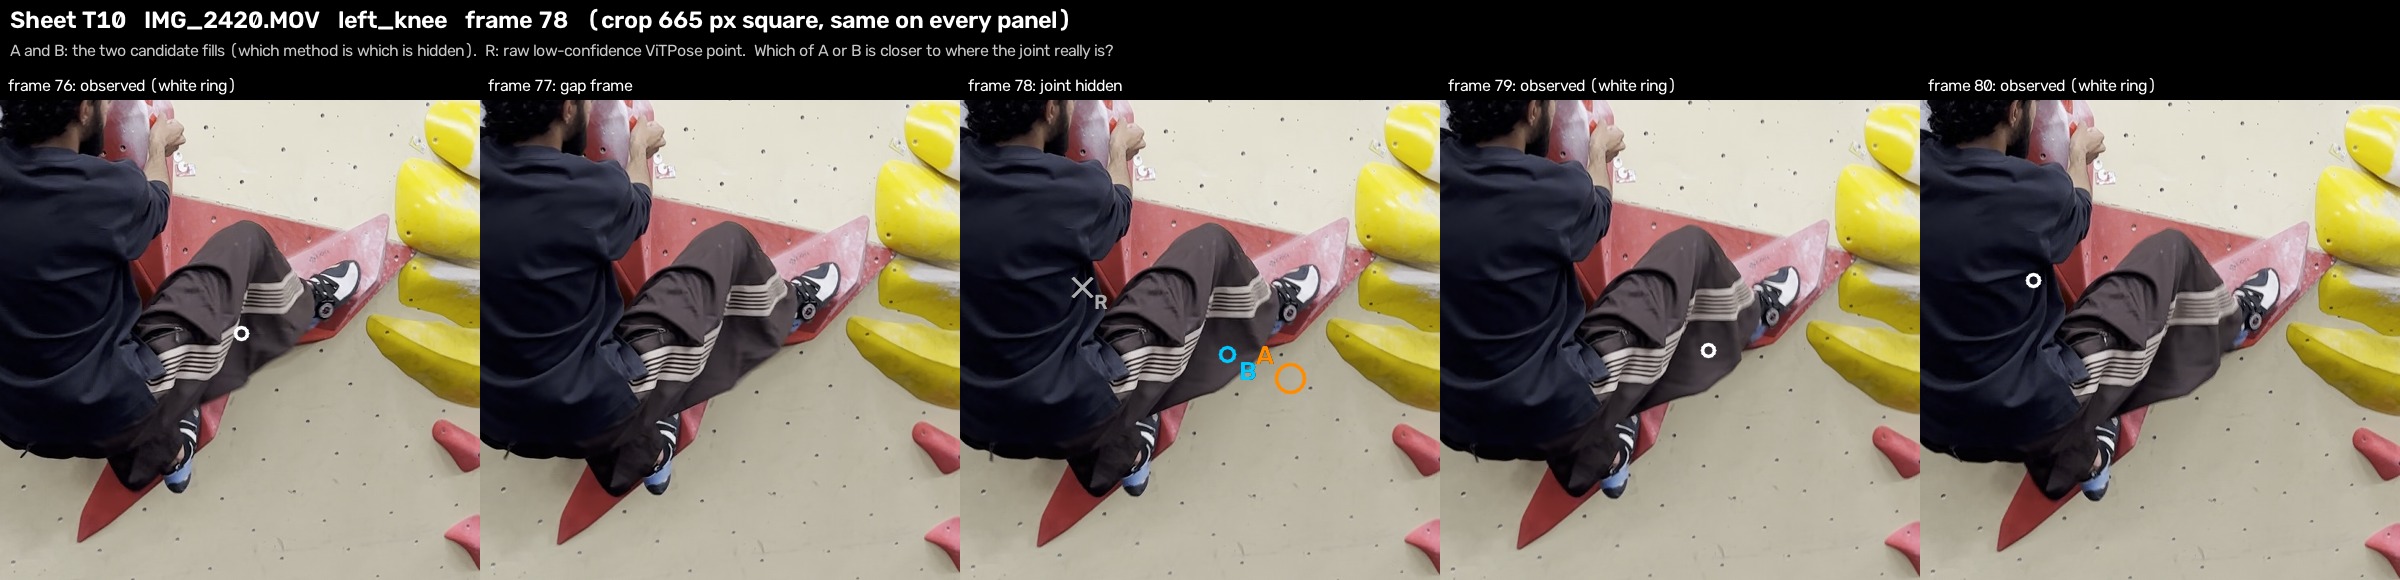 Sheet T10 IMG_2420.MOV left_knee frame 78 (crop 665 px square, same on every panel)
A and B: the two candidate fills (which method is which is hidden). R: raw low-confidence ViTPose point. Which of A or B is closer to where the joint really is?
frame 76: observed (white ring)
frame 77: gap frame
frame 78: joint hidden
frame 79: observed (white ring)
frame 80: observed (white ring)
R
A
B